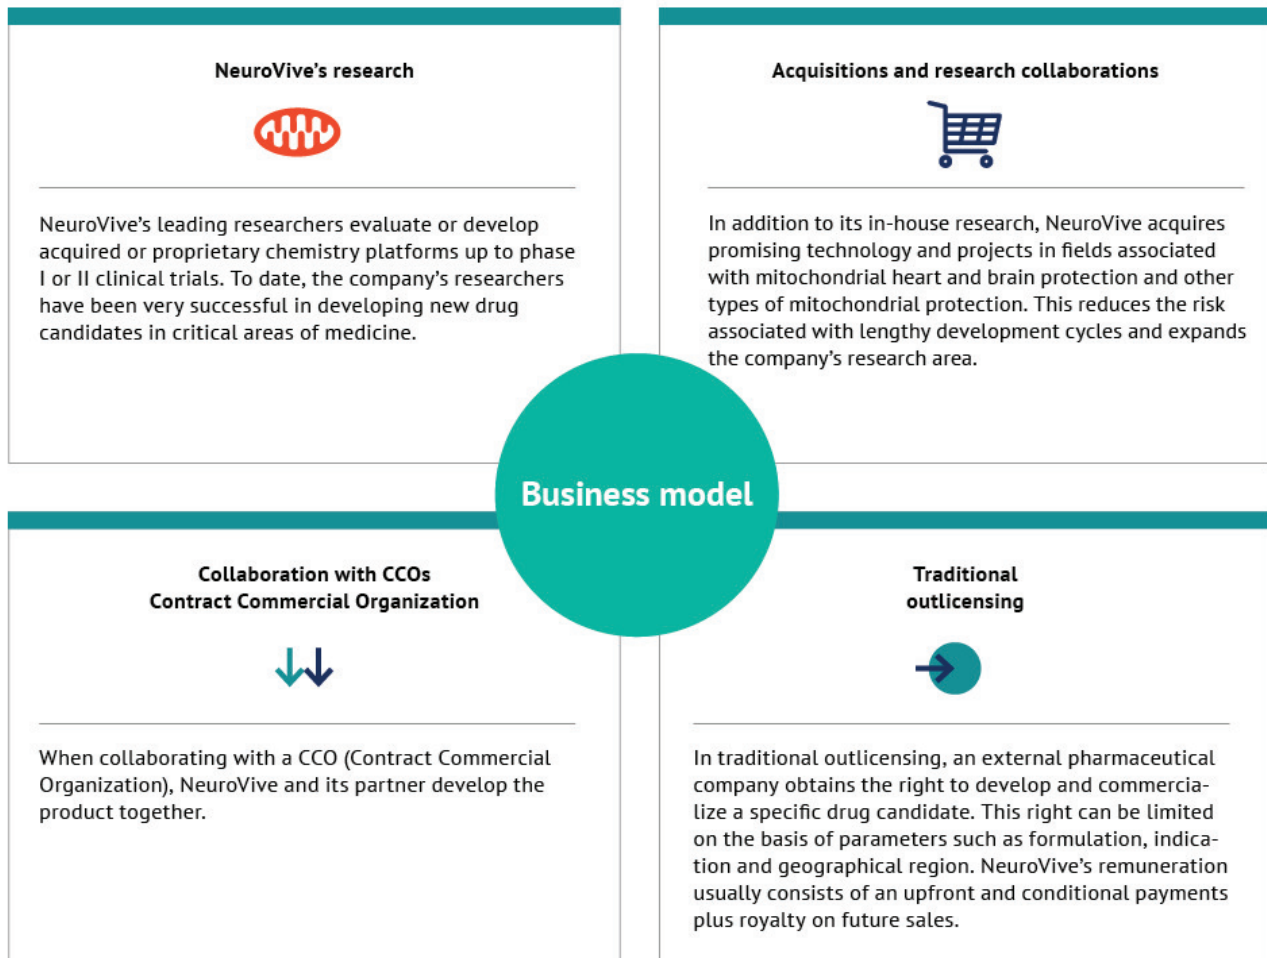 NeuroVive’s research
NeuroVive’s leading researchers evaluate or develop
acquired or proprietary chemistry platforms up to phase
I or II clinical trials. To date, the company’s researchers
have been very successful in developing new drug
candidates in critical areas of medicine.
Acquisitions and research collaborations
In addition to its in-house research, NeuroVive acquires
promising technology and projects in fields associated
with mitochondrial heart and brain protection and other
types of mitochondrial protection. This reduces the risk
associated with lengthy development cycles and expands
the company’s research area.
Business model
Collaboration with CCOs
Contract Commercial Organization
When collaborating with a CCO (Contract Commercial
Organization), NeuroVive and its partner develop the
product together.
Traditional
outlicensing
In traditional outlicensing, an external pharmaceutical
company obtains the right to develop and commercia-
lize a specific drug candidate. This right can be limited
on the basis of parameters such as formulation, indica-
tion and geographical region. NeuroVive’s remuneration
usually consists of an upfront and conditional payments
plus royalty on future sales.